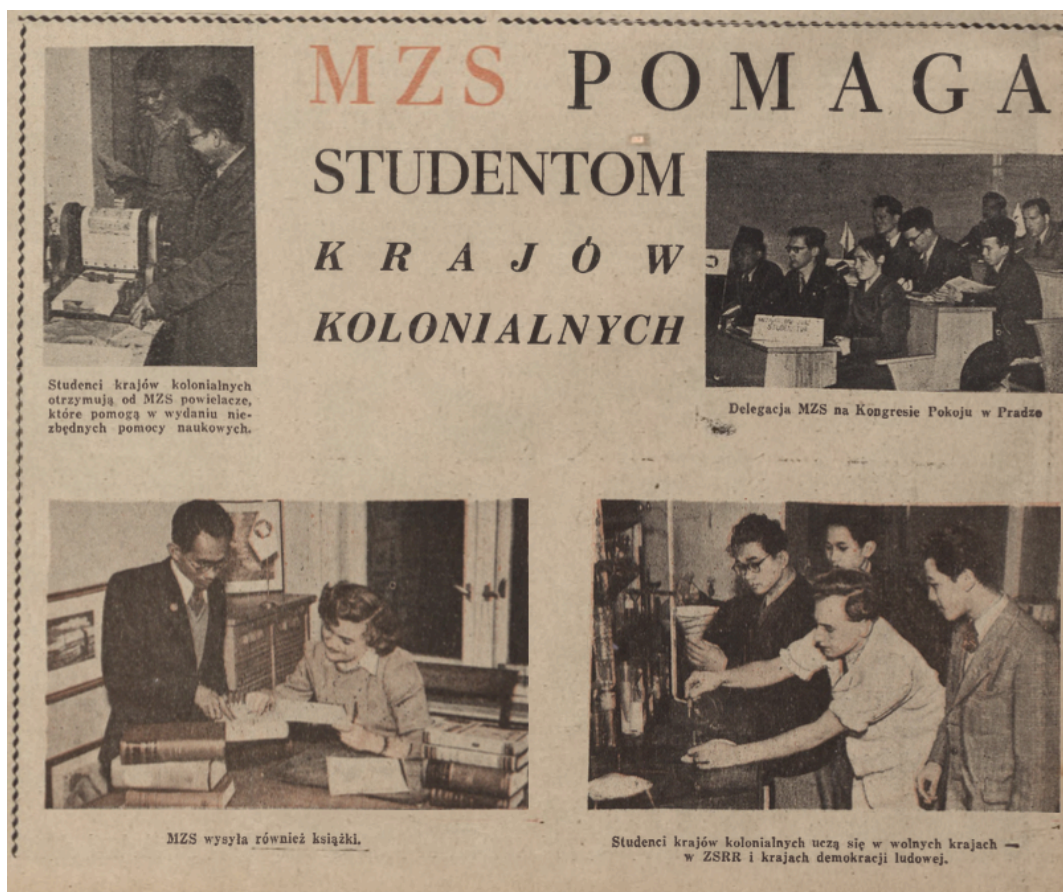 MZS POMAGA
STUDENTOM
KRAJÓW
KOLONIALNYCH
Studenci krajów kolonialnych
otrzymują od MZS powielacze,
które pomogą w wydaniu nie-
zbędnych pomocy naukowych.
Delegacja MZS na Kongresie Pokoju w Pradze
MZS wysyła również książki.
Studenci krajów kolonialnych uczą się w wolnych krajach —
w ZSRR i krajach demokracji ludowej.